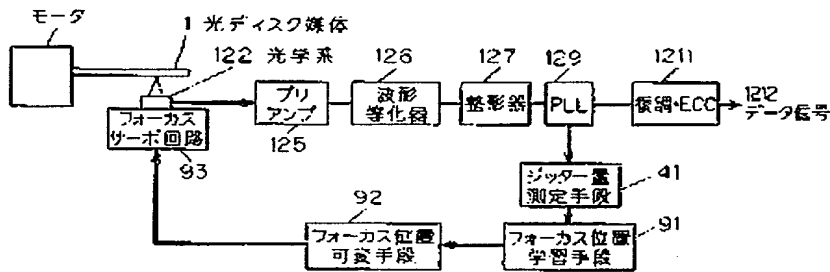 モータ
1 光ディスク媒体
122 光学系
プリ
アンプ
125
126
波形
等化器
127
整形器
129
PLL
1211
復調・ECC
1212
データ信号
フォーカス
サーボ回路
93
ジッター量
測定手段
41
92
フォーカス位置
可変手段
フォーカス位置
学習手段
91